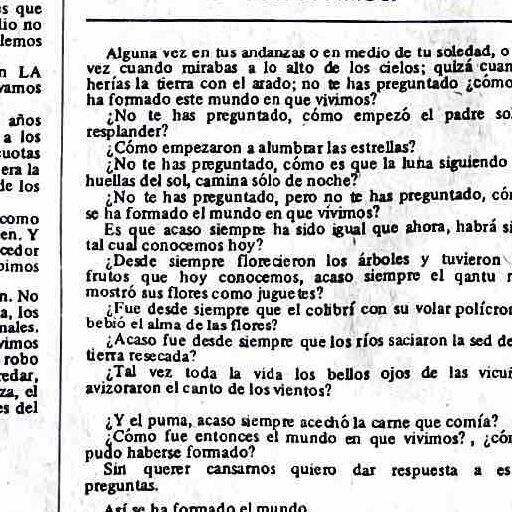 es que
dio no
lemos
n LA
vamos
años
a los
cuotas
era la
de los
como
en. Y
cedor
bimos
n. No
a, los
nales.
vimos
robo
redar,
za, el
es del
Alguna vez en tus andanzas o en medio de tu soledad, o
vez cuando mirabas a lo alto de los cielos; quizá cuan
herías la tierra con el arado; no te has preguntado ¿cómo
ha formado este mundo en que vivimos?
¿No te has preguntado, cómo empezó el padre so
resplander?
¿Cómo empezaron a alumbrar las estrellas?
¿No te has preguntado, cómo es que la luna siguiendo
huellas del sol, camina sólo de noche?
¿No te has preguntado, pero no te has preguntado, có
se ha formado el mundo en que vivimos?
Es que acaso siempre ha sido igual que ahora, habrá si
tal cual conocemos hoy?
¿Desde siempre florecieron los árboles y tuvieron
frutos que hoy conocemos, acaso siempre el qantu
mostró sus flores como juguetes?
¿Fue desde siempre que el colibrí con su volar polícron
bebió el alma de las flores?
¿Acaso fue desde siempre que los ríos saciaron la sed de
tierra resecada?
¿Tal vez toda la vida los bellos ojos de las vicuñ
avizoraron el canto de los vientos?
¿Y el puma, acaso siempre acechó la carne que comía?
¿Cómo fue entonces el mundo en que vivimos? , ¿có
pudo haberse formado?
Sin querer cansarnos quiero dar respuesta a es
preguntas.
Así se ha formado el mundo